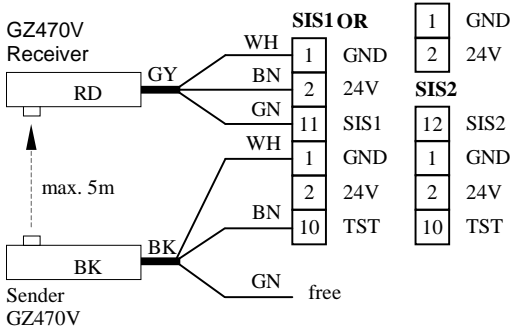 SIS1 OR 1 GND
GZ470V WH 2 24V
Receiver 1 GND
GY BN SIS2
RD 2 24V
GN 11 SIS1 12 SIS2
WH 1 GND 1 GND
max. 5m 2 24V 2 24V
BN 10 TST 10 TST
BK
BK GN free
Sender
GZ470V